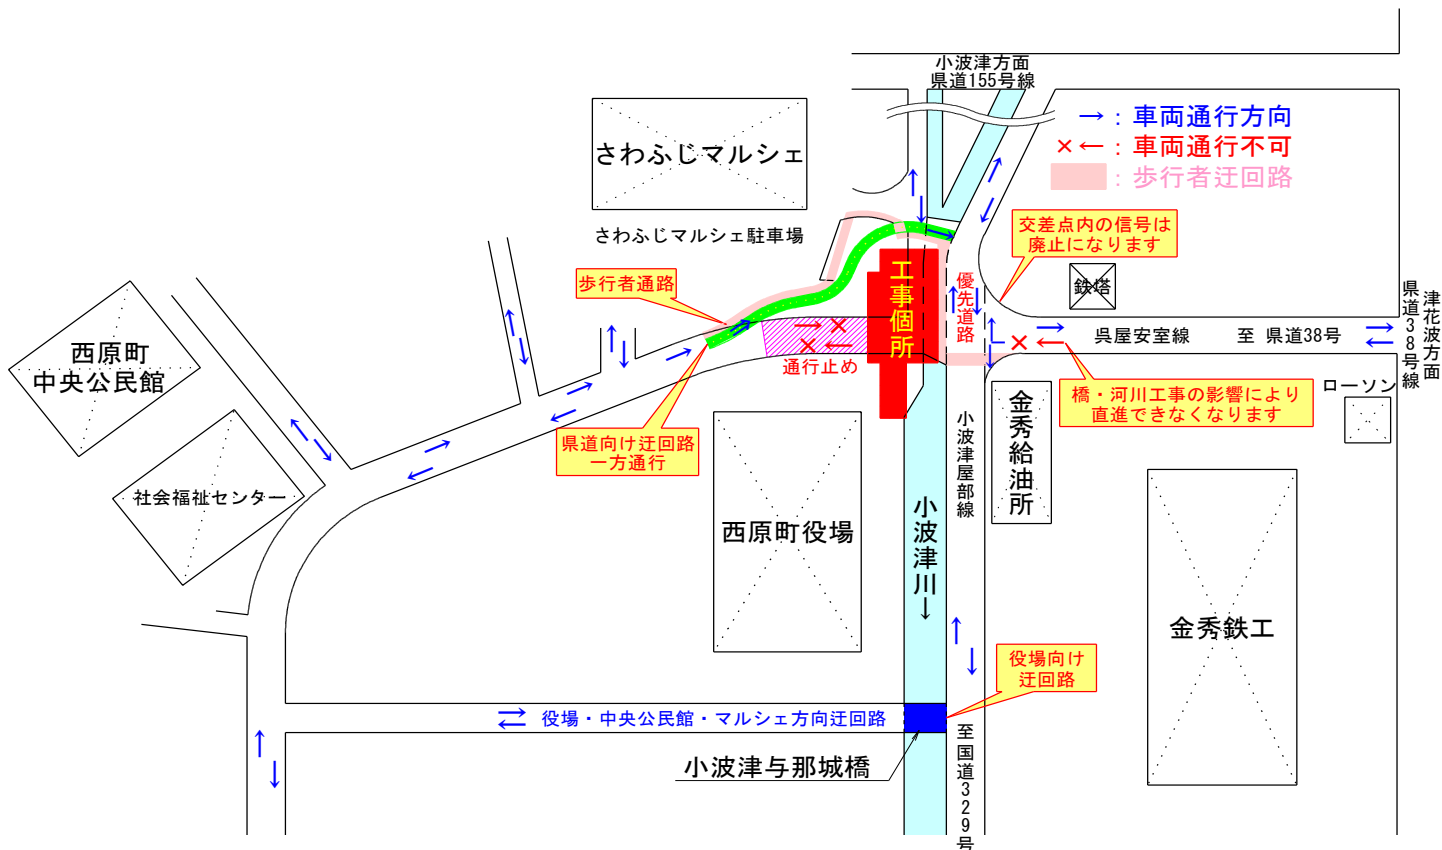 小波津方面
県道155号線
→ : 車両通行方向
×← : 車両通行不可
: 歩行者迂回路
さわふじマルシェ
さわふじマルシェ駐車場
交差点内の信号は
廃止になります
鉄塔
歩行者通路
工事個所
優先道路
通行止め
呉屋安室線
至 県道38号
県道38号線
津花波方面
橋・河川工事の影響により
直進できなくなります
ローソン
西原町
中央公民館
社会福祉センター
県道向け迂回路
一方通行
西原町役場
小波津川→
小波津屋部線
金秀給油所
金秀鉄工
役場向け
迂回路
役場・中央公民館・マルシェ方向迂回路
小波津与那城橋
至国道329号